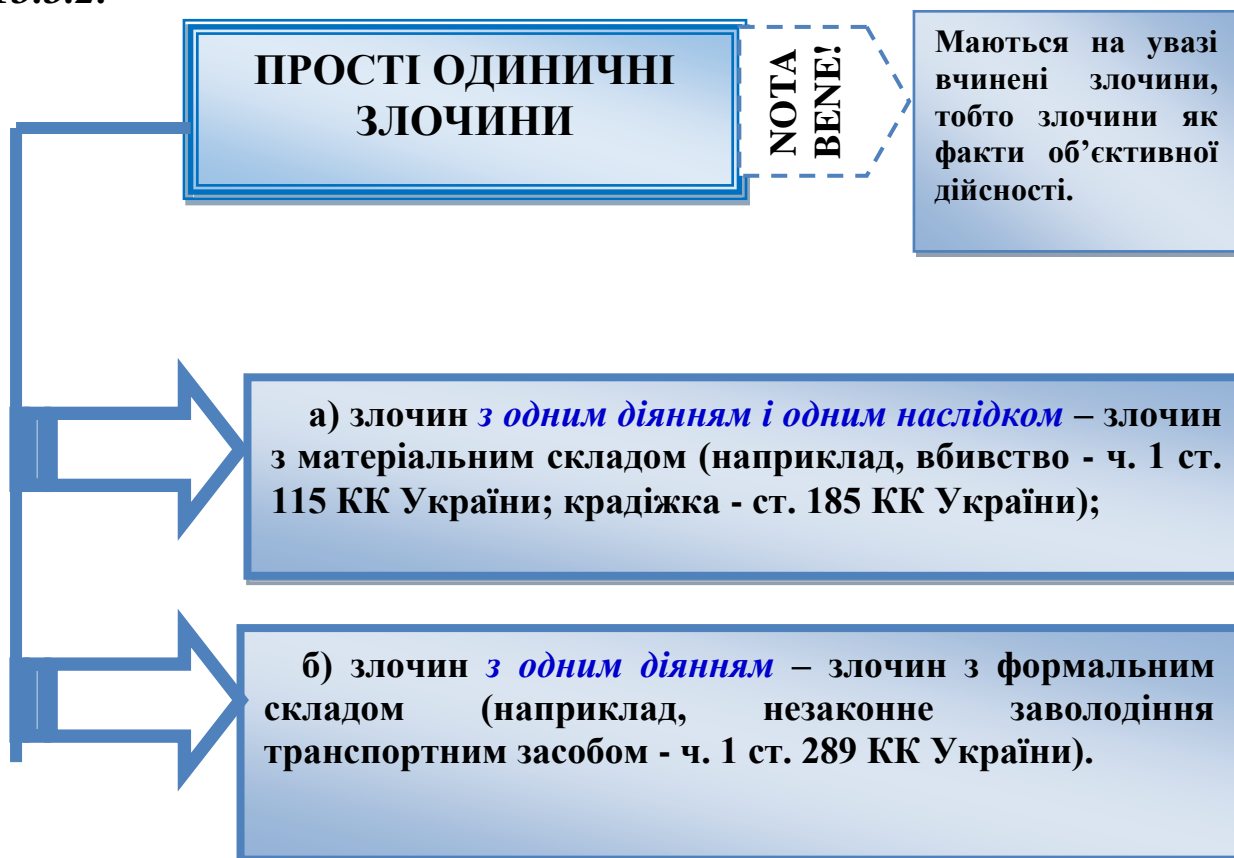 ПРОСТІ ОДИНИЧНІ
ЗЛОЧИНИ
NOTA
BENE!
Маються на увазі
вчинені злочини,
тобто злочини як
факти об’єктивної
дійсності.
а) злочин з одним діянням і одним наслідком – злочин
з матеріальним складом (наприклад, вбивство - ч. 1 ст.
115 КК України; крадіжка - ст. 185 КК України);
б) злочин з одним діянням – злочин з формальним
складом (наприклад, незаконне заволодіння
транспортним засобом - ч. 1 ст. 289 КК України).